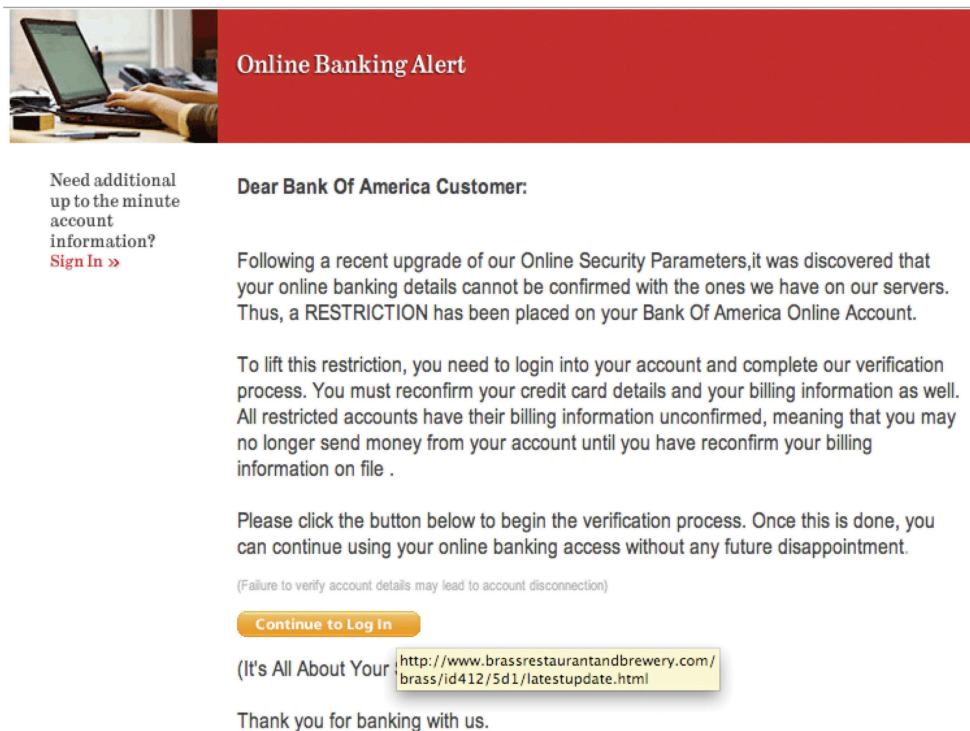 Online Banking Alert
Need additional
up to the minute
account
information?
Sign In »
Dear Bank Of America Customer:
Following a recent upgrade of our Online Security Parameters,it was discovered that
your online banking details cannot be confirmed with the ones we have on our servers.
Thus, a RESTRICTION has been placed on your Bank Of America Online Account.
To lift this restriction, you need to login into your account and complete our verification
process. You must reconfirm your credit card details and your billing information as well.
All restricted accounts have their billing information unconfirmed, meaning that you may
no longer send money from your account until you have reconfirm your billing
information on file .
Please click the button below to begin the verification process. Once this is done, you
can continue using your online banking access without any future disappointment.
(Failure to verify account details may lead to account disconnection)
Continue to Log In
(It's All About Your
http://www.brassrestaurantandbrewery.com/
brass/id412/5d1/latestupdate.html
Thank you for banking with us.